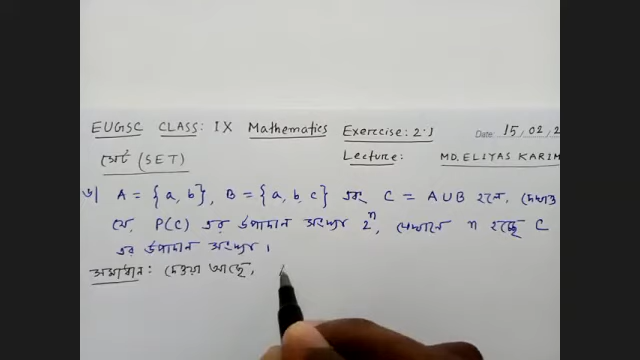 EUGSC CLASS: IX Mathematics Exerccise: 2.1 Date: 15/02/2
সেট (SET) Lecture: MD. ELIYAS KARIM
৬| A = {a, b}, B = {a, b, c} এবং C = A∪B হলে, দেখাও
যে, P(C) এর উপাদান সংখ্যা 2ⁿ, যেখানে n হচ্ছে C
এর উপাদান সংখ্যা।
সমাধান: দেওয়া আছে,